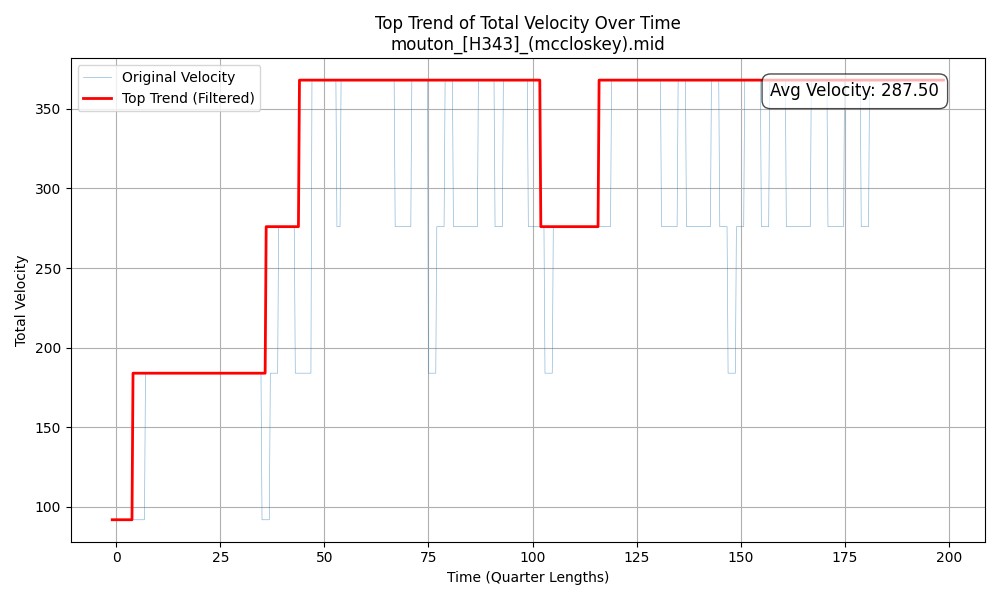 Top Trend of Total Velocity Over Time
mouton_[H343]_(mccloskey).mid
Original Velocity
Top Trend (Filtered)
Avg Velocity: 287.50
Total Velocity
350
300
250
200
150
100
0 25 50 75 100 125 150 175 200
Time (Quarter Lengths)